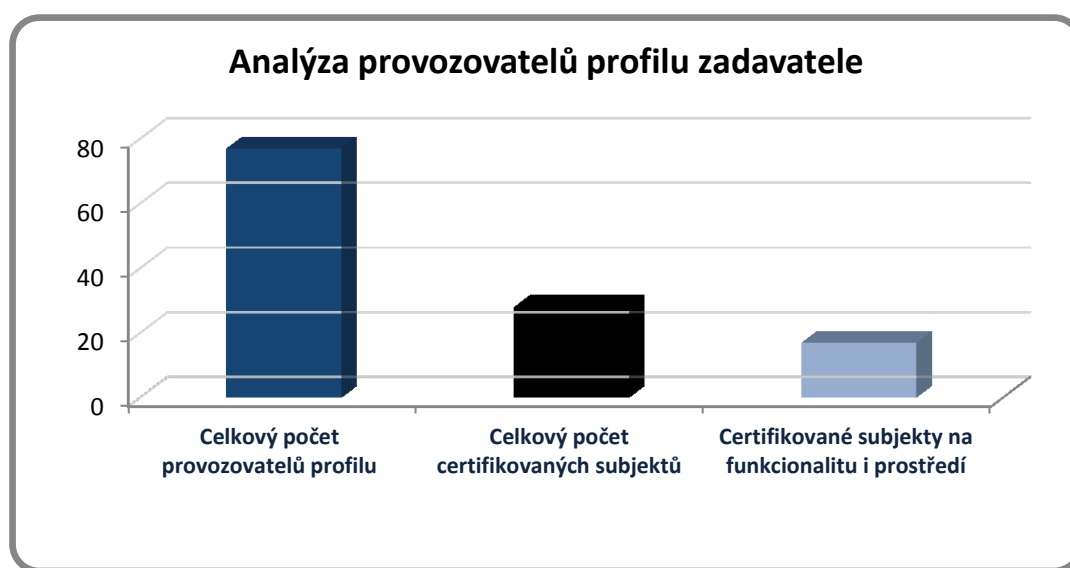 Analýza provozovatelů profilu zadavatele
80
60
40
20
0
Celkový počet
provozovatelů profilu
Celkový počet
certifikovaných subjektů
Certifikované subjekty na
funkcionalitu i prostředí